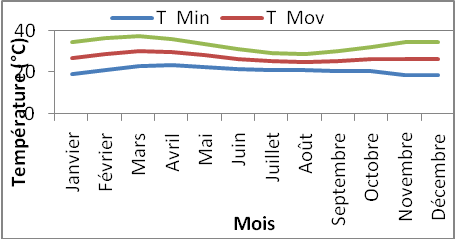 T Min T Mov
40
20
0
Température (°C)
Janvier
Février
Mars
Avril
Mai
Juin
Juillet
Août
Septembre
Octobre
Novembre
Décembre
Mois